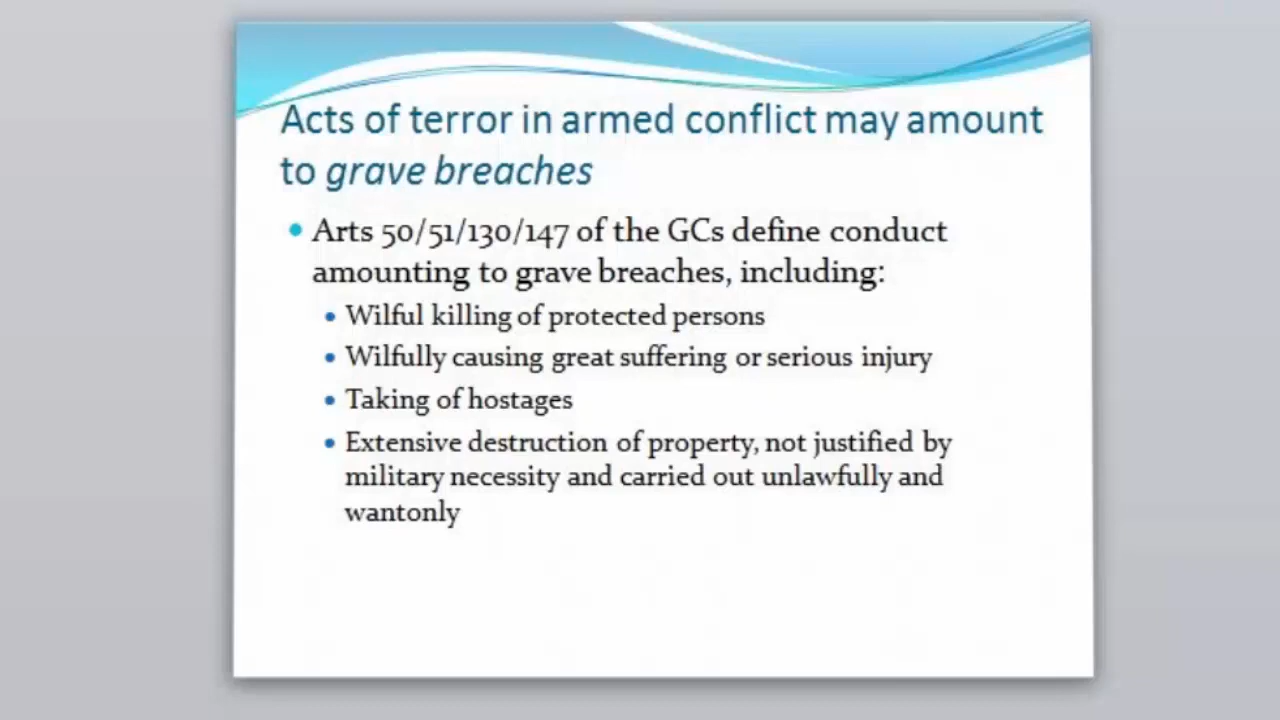 Acts of terror in armed conflict may amount
to grave breaches
Arts 50/51/130/147 of the GCs define conduct
amounting to grave breaches, including:
Wilful killing of protected persons
Wilfully causing great suffering or serious injury
Taking of hostages
Extensive destruction of property, not justified by
military necessity and carried out unlawfully and
wantonly